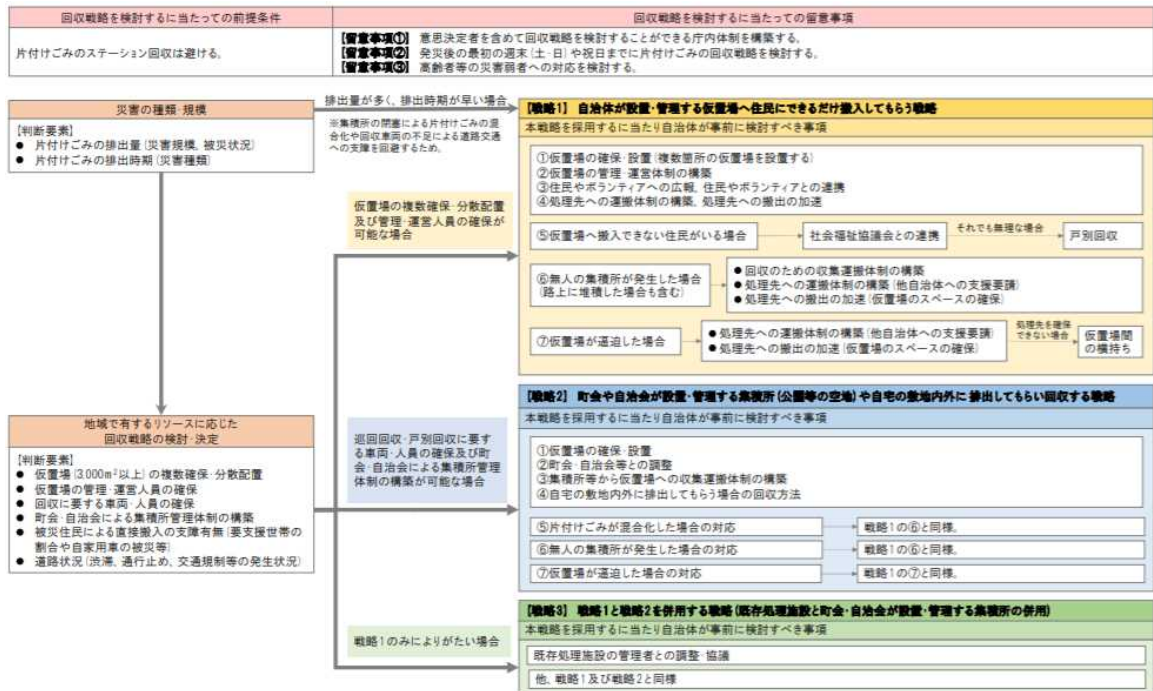 回収戦略を検討するに当たっての前提条件
回収戦略を検討するに当たっての留意事項
片付けごみのステーション回収は避ける。
【留意事項①】 意思決定者を含めて回収戦略を検討することができる庁内体制を構築する。
【留意事項②】 発災後の最初の週末(土・日)や祝日までに片付けごみの回収戦略を検討する。
【留意事項③】 高齢者等の災害弱者への対応を検討する。
災害の種類・規模
【判断要素】
● 片付けごみの排出量(災害規模、被災状況)
● 片付けごみの排出時期(災害種類)
排出量が多く、排出時期が早い場合
※集積所の閉塞による片付けごみの混
合化や回収車両の不足による道路交通
への支障を回避するため。
【戦略1】 自治体が設置・管理する仮置場へ住民にできるだけ搬入してもらう戦略
本戦略を採用するに当たり自治体が事前に検討すべき事項
①仮置場の確保・設置(複数箇所の仮置場を設置する)
②仮置場の管理・運営体制の構築
③住民やボランティアへの広報、住民やボランティアとの連携
④処理先への運搬体制の構築、処理先への搬出の加速
仮置場の複数確保・分散配置
及び管理・運営人員の確保が
可能な場合
⑤仮置場へ搬入できない住民がいる場合
社会福祉協議会との連携
それでも無理な場合
戸別回収
⑥無人の集積所が発生した場合
(路上に堆積した場合も含む)
● 回収のための収集運搬体制の構築
● 処理先への運搬体制の構築(他自治体への支援要請)
● 処理先への搬出の加速(仮置場のスペースの確保)
⑦仮置場が逼迫した場合
● 処理先への運搬体制の構築(他自治体への支援要請)
● 処理先への搬出の加速(仮置場のスペースの確保)
処理先を確保
できない場合
仮置場間
の横持ち
地域で有するリソースに応じた
回収戦略の検討・決定
【判断要素】
● 仮置場(3,000m²以上)の複数確保・分散配置
● 仮置場の管理・運営人員の確保
● 回収に要する車両・人員の確保
● 町会・自治会による集積所管理体制の構築
● 被災住民による直接搬入の支障有無(要支援世帯の
割合や自家用車の被災等)
● 道路状況(渋滞、通行止め、交通規制等の発生状況)
巡回回収・戸別回収に要す
る車両・人員の確保及び町
会・自治会による集積所管理
体制の構築が可能な場合
【戦略2】 町会や自治会が設置・管理する集積所(公園等の空地)や自宅の敷地内外に 排出してもらい回収する戦略
本戦略を採用するに当たり自治体が事前に検討すべき事項
①仮置場の確保・設置
②町会・自治会等との調整
③集積所等から仮置場への収集運搬体制の構築
④自宅の敷地内外に排出してもらう場合の回収方法
⑤片付けごみが混合化した場合の対応
戦略1の⑥と同様。
⑥無人の集積所が発生した場合の対応
戦略1の⑥と同様。
⑦仮置場が逼迫した場合の対応
戦略1の⑦と同様。
戦略1のみによりがたい場合
【戦略3】 戦略1と戦略2を併用する戦略(既存処理施設と町会・自治会が設置・管理する集積所の併用)
本戦略を採用するに当たり自治体が事前に検討すべき事項
既存処理施設の管理者との調整・協議
他、戦略1及び戦略2と同様